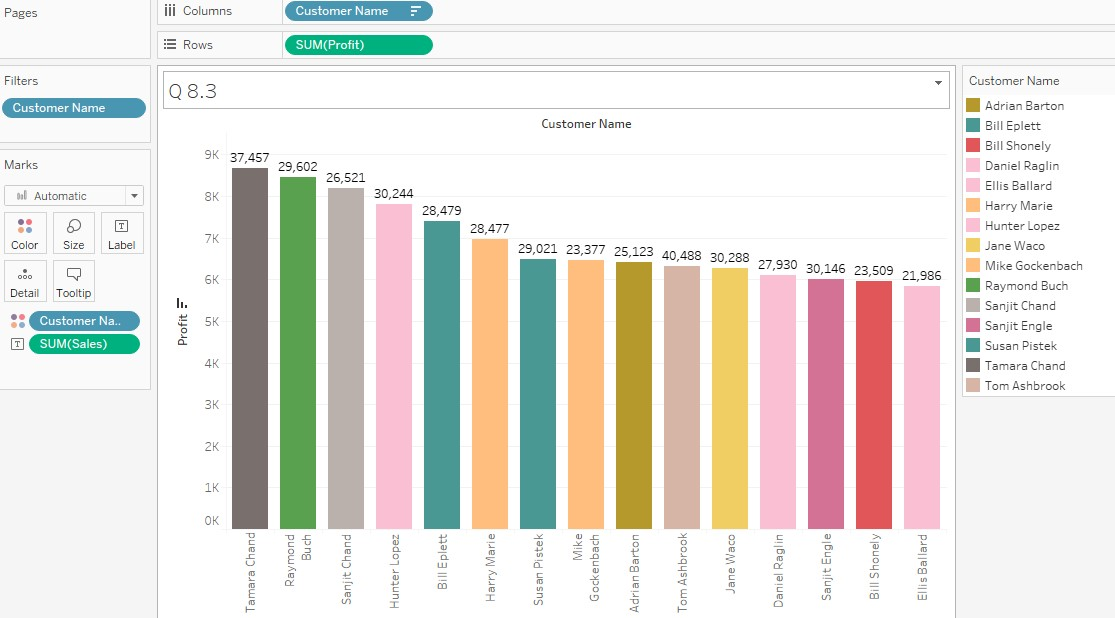 Pages
Columns
Customer Name
Rows
SUM(Profit)
Filters
Customer Name
Marks
Automatic
Color
Size
Label
Detail
Tooltip
Customer Na..
SUM(Sales)
Q 8.3
Customer Name
9K
8K
7K
6K
5K
4K
3K
2K
1K
0K
Profit
37,457
29,602
26,521
30,244
28,479
28,477
29,021
23,377
25,123
40,488
30,288
27,930
30,146
23,509
21,986
Tamara Chand
Raymond
Buch
Sanjit Chand
Hunter Lopez
Bill Eplett
Harry Marie
Susan Pistek
Mike
Gockenbach
Adrian Barton
Tom Ashbrook
Jane Waco
Daniel Raglin
Sanjit Engle
Bill Shonely
Ellis Ballard
Customer Name
Adrian Barton
Bill Eplett
Bill Shonely
Daniel Raglin
Ellis Ballard
Harry Marie
Hunter Lopez
Jane Waco
Mike Gockenbach
Raymond Buch
Sanjit Chand
Sanjit Engle
Susan Pistek
Tamara Chand
Tom Ashbrook